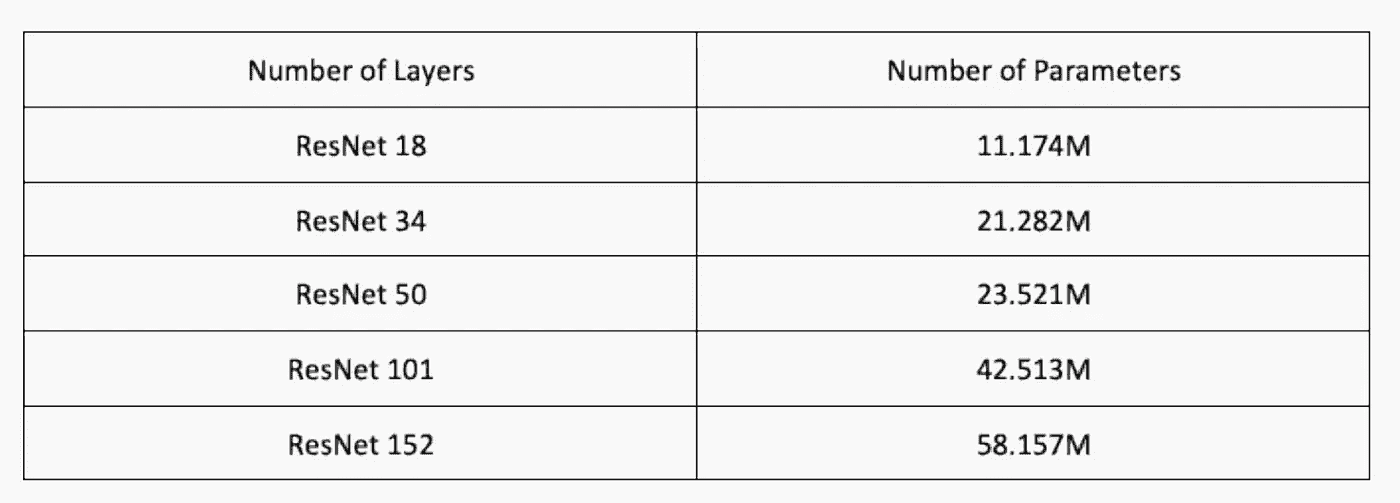 Number of Layers Number of Parameters
ResNet 18 11.174M
ResNet 34 21.282M
ResNet 50 23.521M
ResNet 101 42.513M
ResNet 152 58.157M